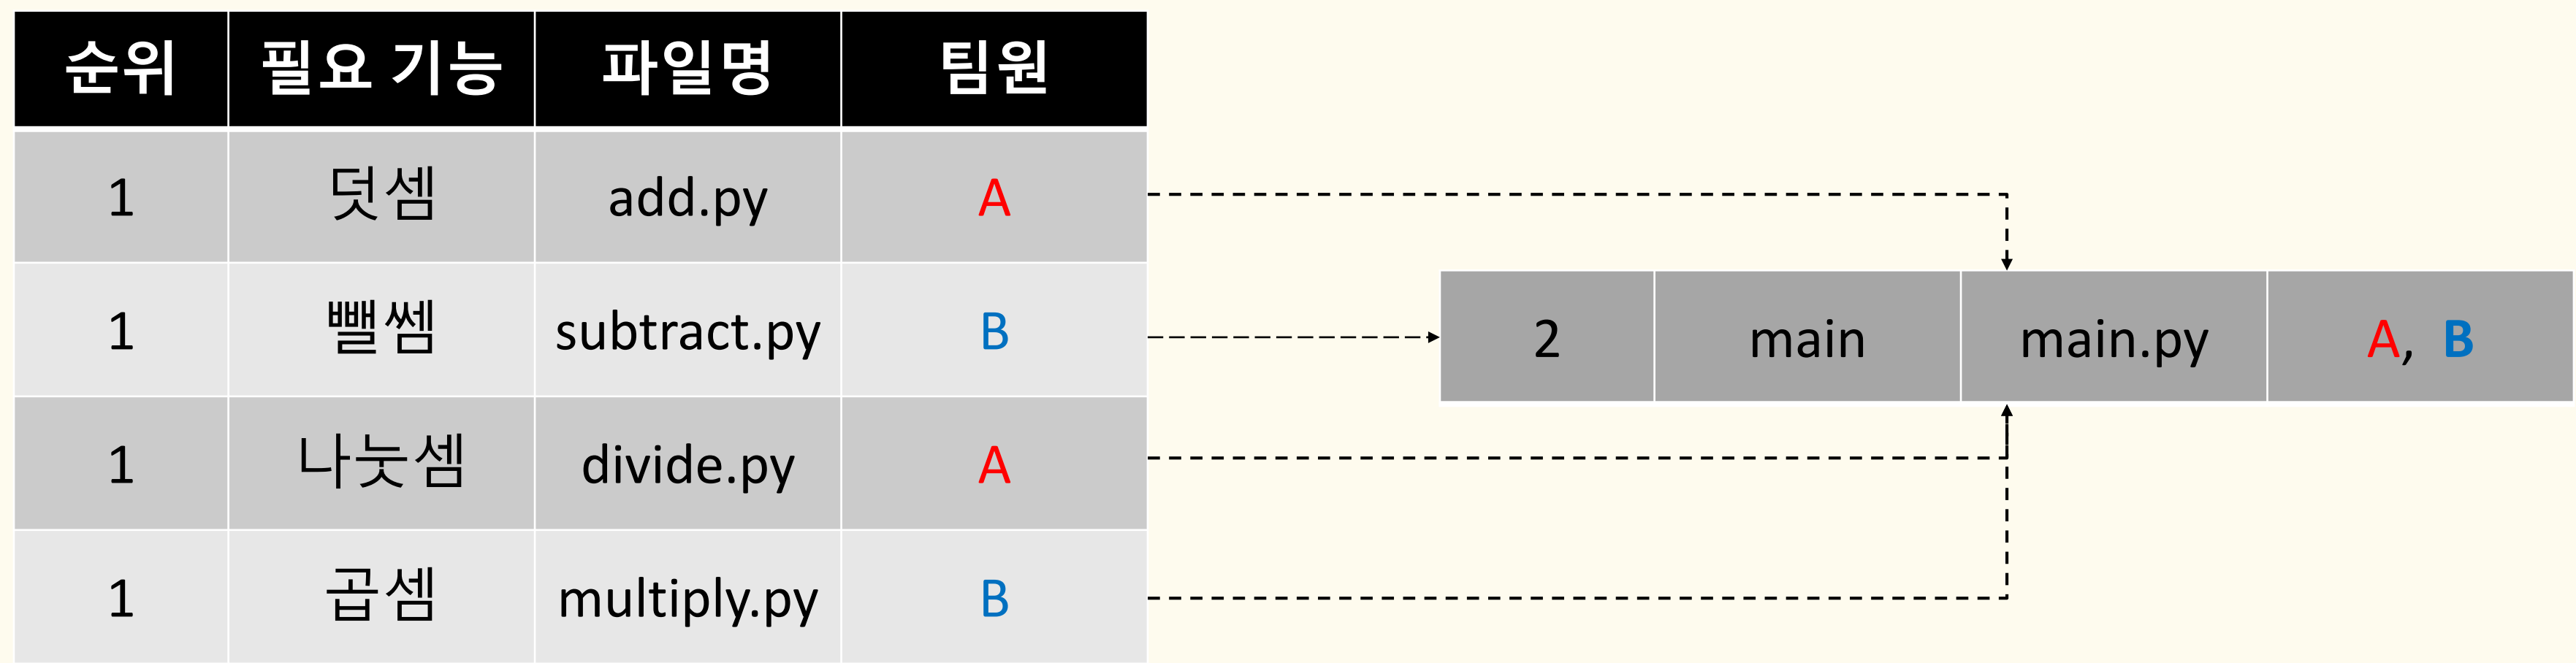 순위 필요 기능 파일명 팀원
1 덧셈 add.py A
1 뺄쎔 subtract.py B
1 나눗셈 divide.py A
1 곱셈 multiply.py B
2 main main.py A, B